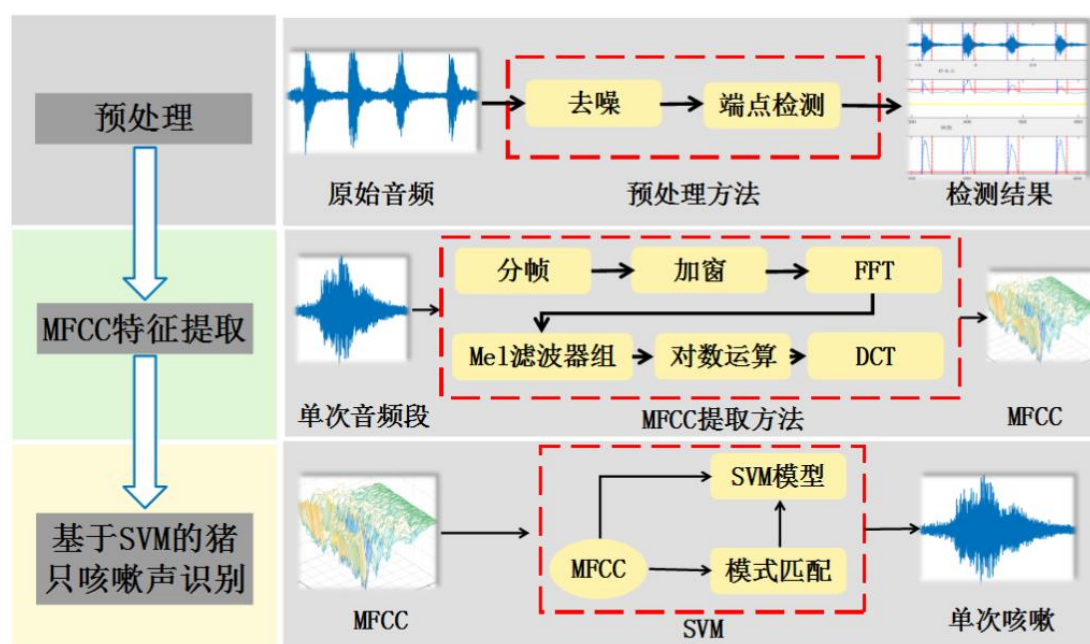 预处理
去噪
端点检测
原始音频
预处理方法
检测结果
MFCC特征提取
分帧
加窗
FFT
Mel滤波器组
对数运算
DCT
单次音频段
MFCC提取方法
MFCC
基于SVM的猪
只咳嗽声识别
SVM模型
MFCC
模式匹配
MFCC
SVM
单次咳嗽